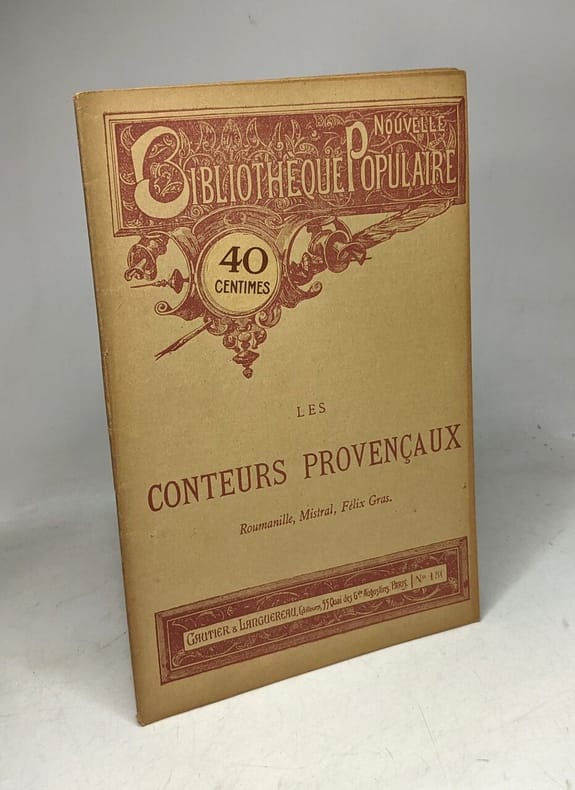 NOUVELLE
BIBLIOTHÈQUE POPULAIRE
40
CENTIMES
LES
CONTEURS PROVENÇAUX
Roumanille, Mistral, Félix Gras.
GAUTIER & LANGUEREAU, Éditeurs, 55 Quai des Gds Augustins, PARIS. No